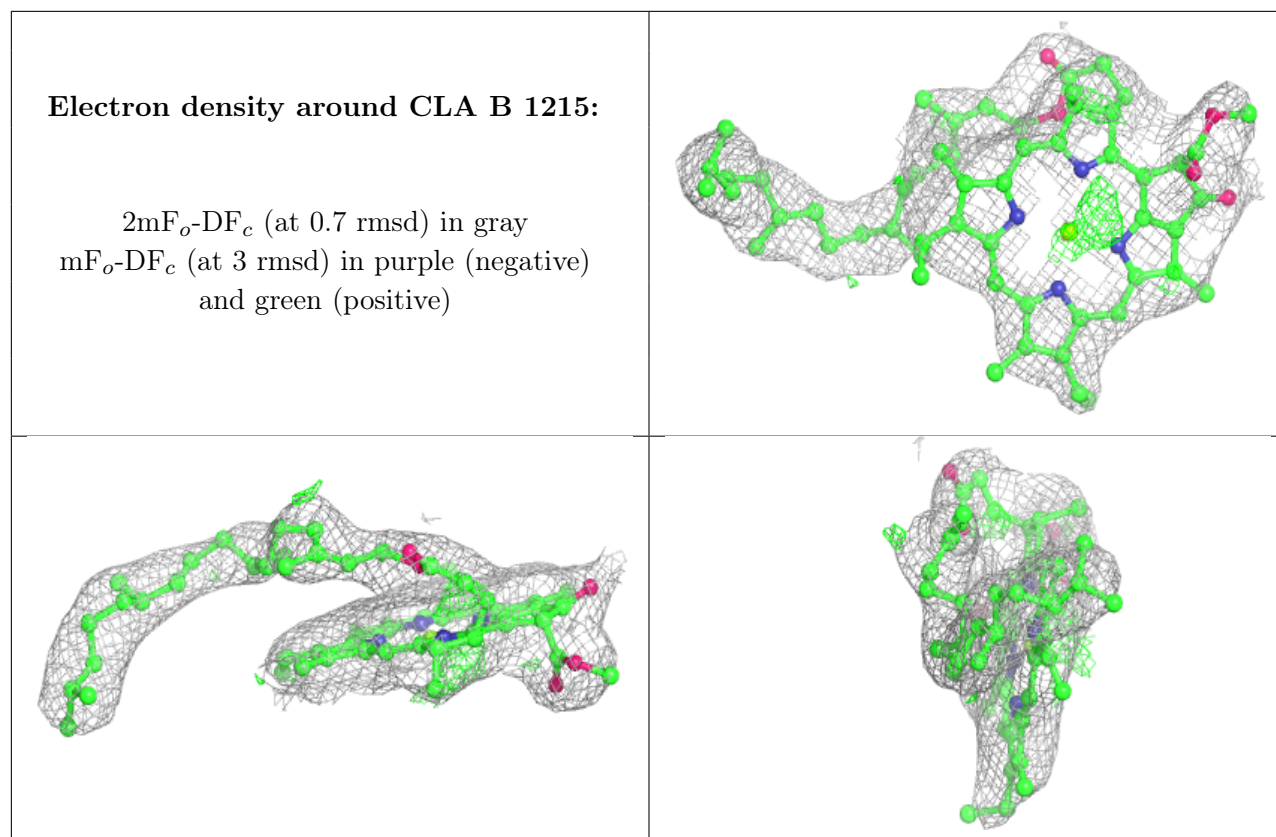 Electron density around CLA B 1215:
2mFₒ-DF𝒸 (at 0.7 rmsd) in gray
mFₒ-DF𝒸 (at 3 rmsd) in purple (negative)
and green (positive)